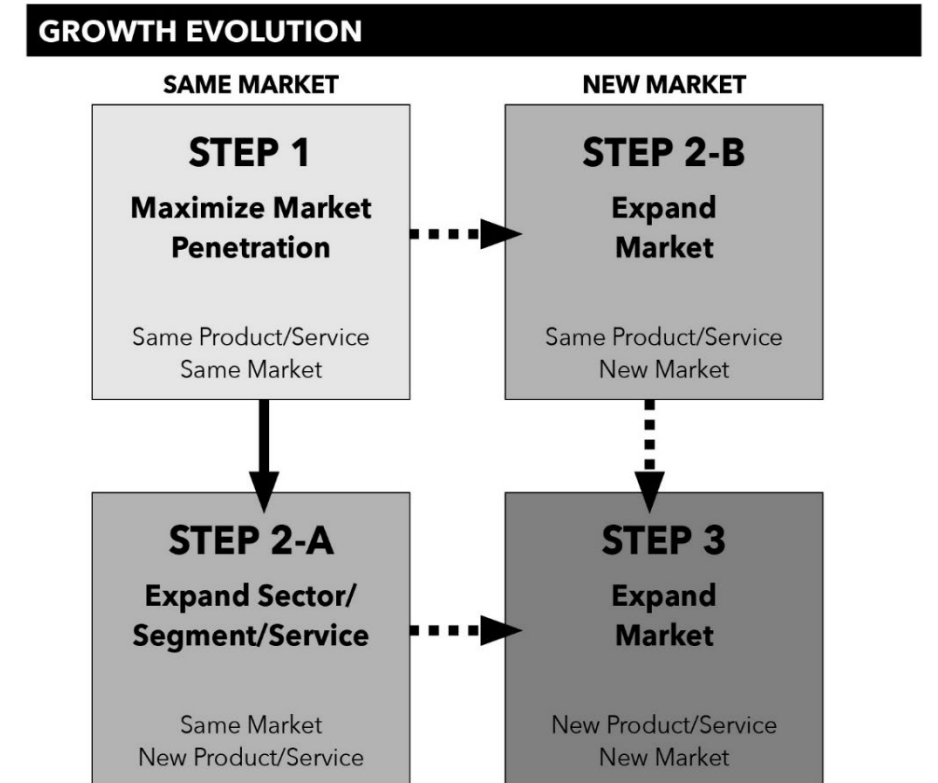 GROWTH EVOLUTION
SAME MARKET
NEW MARKET
STEP 1
Maximize Market
Penetration
Same Product/Service
Same Market
STEP 2-B
Expand
Market
Same Product/Service
New Market
STEP 2-A
Expand Sector/
Segment/Service
Same Market
New Product/Service
STEP 3
Expand
Market
New Product/Service
New Market